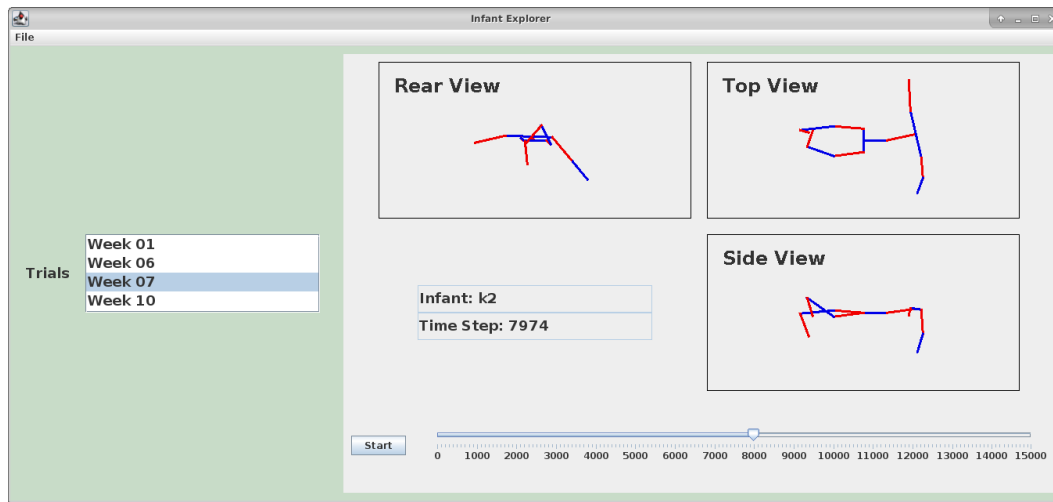 Infant Explorer
File
Rear View
Top View
Side View
Trials
Week 01
Week 06
Week 07
Week 10
Infant: k2
Time Step: 7974
Start
0 1000 2000 3000 4000 5000 6000 7000 8000 9000 10000 11000 12000 13000 14000 15000